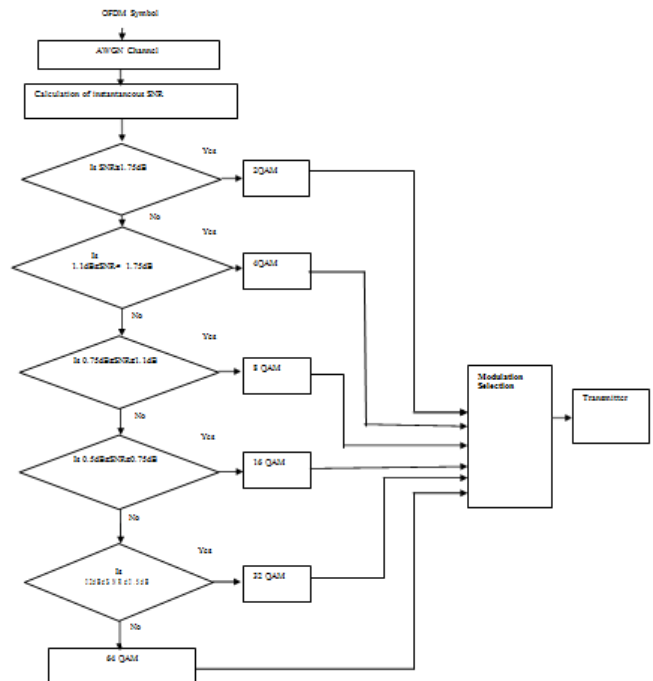 OFDM Symbol
AWGN Channel
Calculation of instantaneous SNR
Yes
Is SNR≤1.75dB
2QAM
No
Yes
Is
1.1dB≤SNR= 1.75dB
4QAM
No
Yes
Is 0.75dB≤SNR≤1.1dB
8 QAM
Modulation
Selection
Transmitter
No
Yes
Is 0.5dB≤SNR≤0.75dB
16 QAM
No
Yes
Is
32 QAM
No
64 QAM